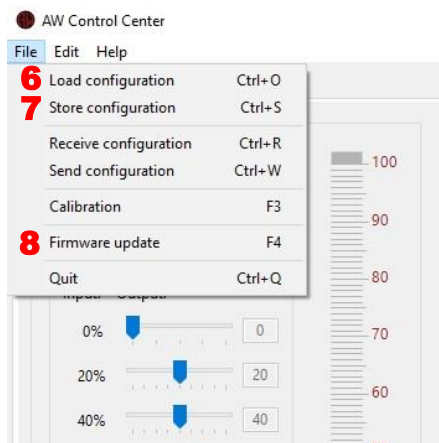 AW Control Center
File Edit Help
6 Load configuration Ctrl+O
7 Store configuration Ctrl+S
Receive configuration Ctrl+R
Send configuration Ctrl+W
Calibration F3
8 Firmware update F4
Quit Ctrl+Q
100
90
80
70
60
0% 0
20% 20
40% 40